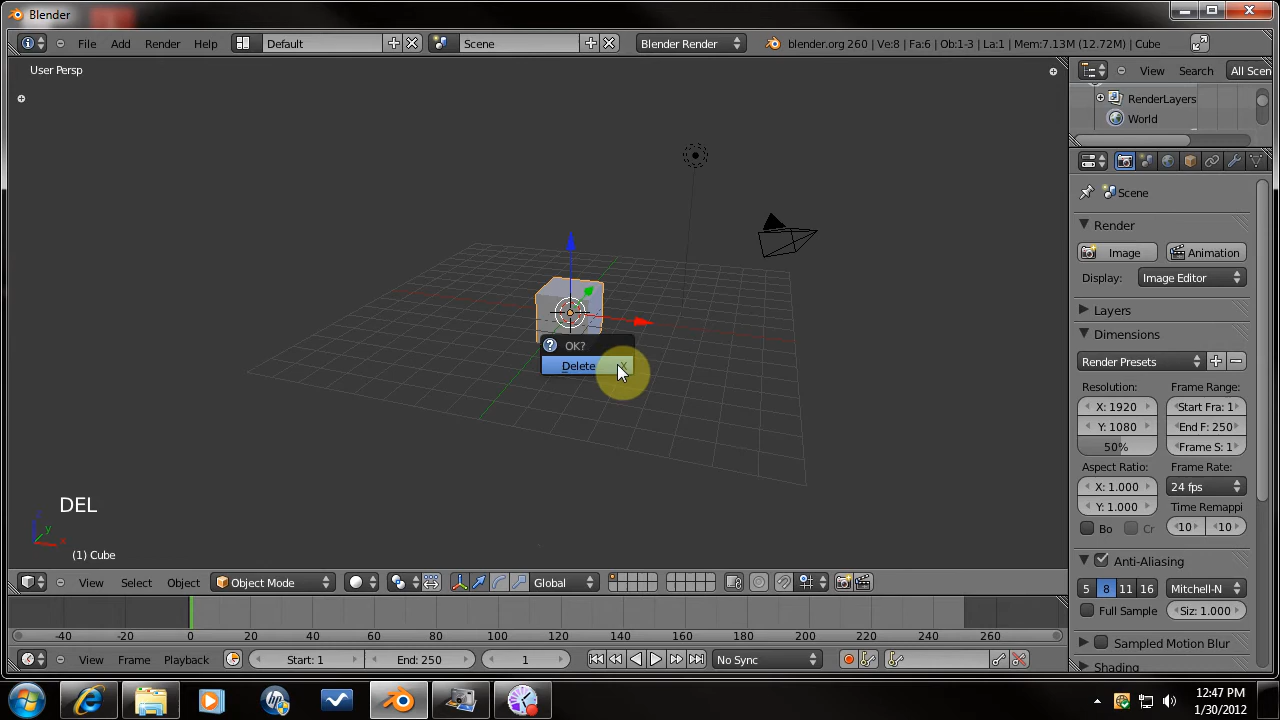 Blender
File Add Render Help Default Scene Blender Render blender.org 260 | Ve:8 | Fa:6 | Ob:1-3 | La:1 | Mem:7.13M (12.72M) | Cube
User Persp
View Search All Scen
RenderLayers
World
Scene
Render
Image Animation
Display: Image Editor
Layers
Dimensions
Render Presets
Resolution: Frame Range:
X: 1920 Start Fra: 1
Y: 1080 End F: 250
50% Frame S: 1
Aspect Ratio: Frame Rate:
X: 1.000 24 fps
Y: 1.000 Time Remappi
Bo Cr 10 10
Anti-Aliasing
5 8 11 16 Mitchell-N
Full Sample Siz: 1.000
Sampled Motion Blur
Shading
OK?
Delete X
DEL
z
y
x
(1) Cube
View Select Object Object Mode Global
-40 -20 0 20 40 60 80 100 120 140 160 180 200 220 240 260
View Frame Playback Start: 1 End: 250 1 No Sync
12:47 PM
1/30/2012